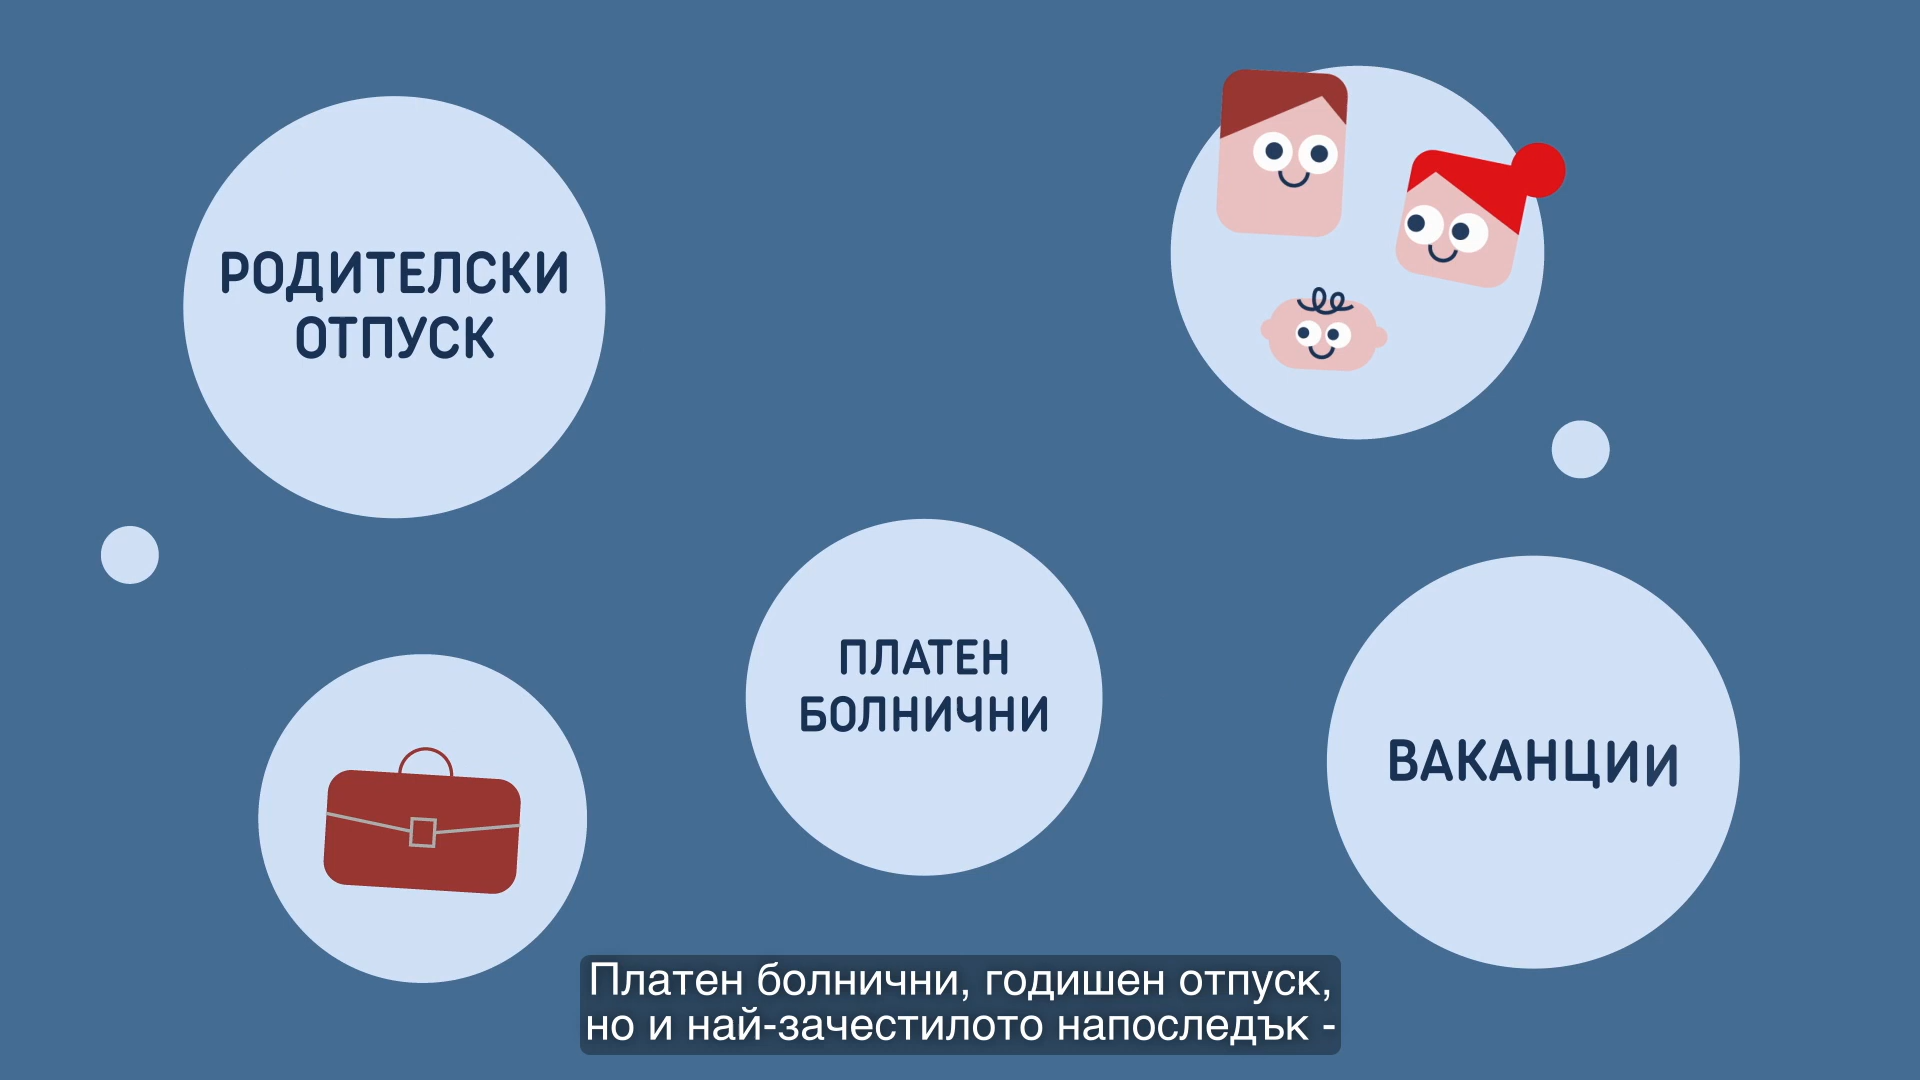 РОДИТЕЛСКИ
ОТПУСК
ПЛАТЕН
БОЛНИЧНИ
ВАКАНЦИИ
Платен болнични, годишен отпуск,
но и най-зачестилото напоследък -